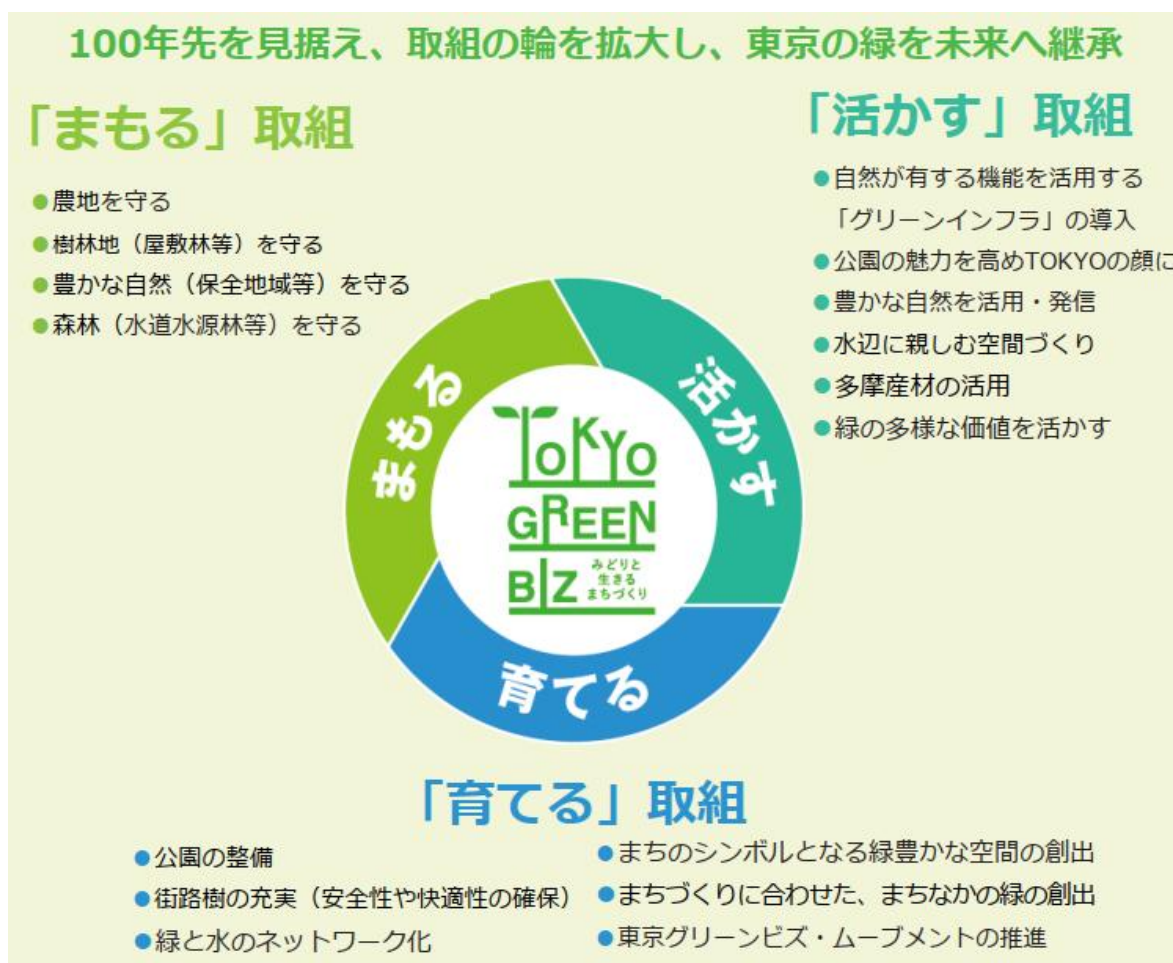 100年先を見据え、取組の輪を拡大し、東京の緑を未来へ継承
「まもる」取組
●農地を守る
●樹林地（屋敷林等）を守る
●豊かな自然（保全地域等）を守る
●森林（水道水源林等）を守る
「活かす」取組
●自然が有する機能を活用する
「グリーンインフラ」の導入
●公園の魅力を高めTOKYOの顔に
●豊かな自然を活用・発信
●水辺に親しむ空間づくり
●多摩産材の活用
●緑の多様な価値を活かす
まもる
活かす
TOKYO
GREEN
BIZ
みどりと
生きる
まちづくり
育てる
「育てる」取組
●公園の整備
●街路樹の充実（安全性や快適性の確保）
●緑と水のネットワーク化
●まちのシンボルとなる緑豊かな空間の創出
●まちづくりに合わせた、まちなかの緑の創出
●東京グリーンビズ・ムーブメントの推進